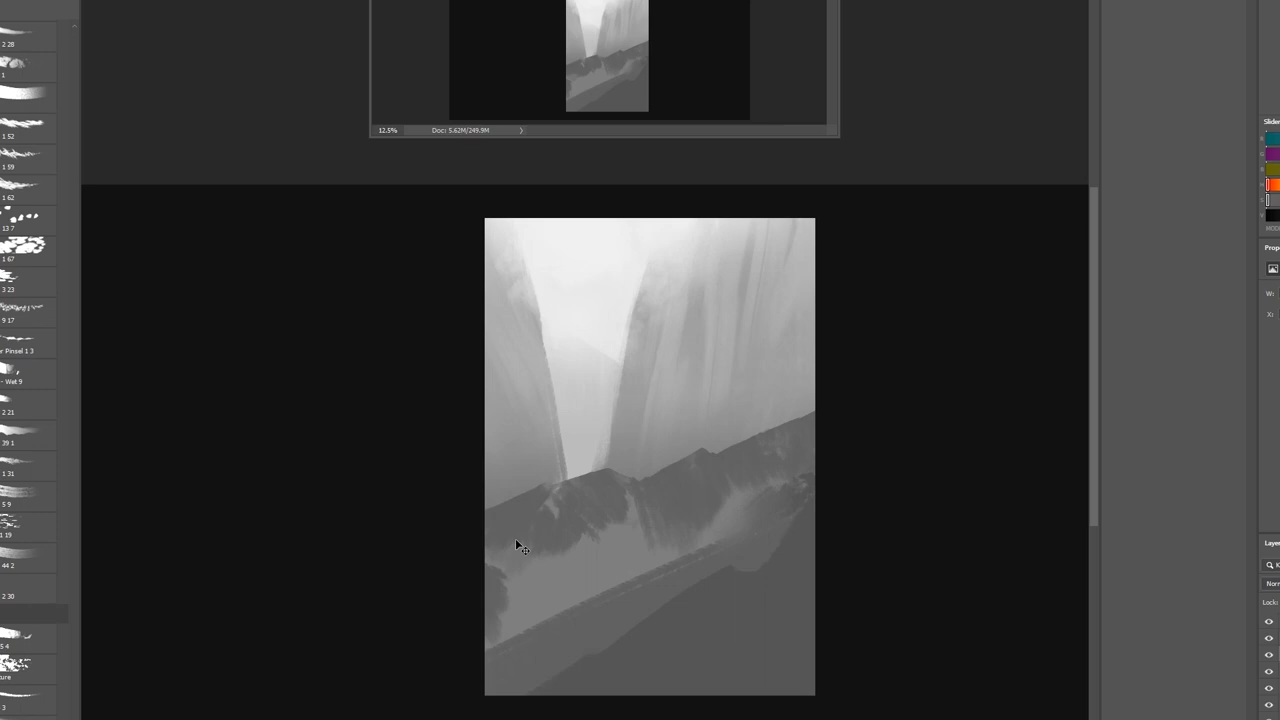 2 28
1
1 52
1 59
1 62
13 7
1 67
3 23
9 17
r Pinsel 1 3
- Wet 9
2 21
39 1
1 31
5 9
1 19
44 2
2 30
5 4
ture
3
12.5%
Doc: 5.62M/249.9M
Slider
Prop
W:
X:
Laye
K
Norr
Lock: